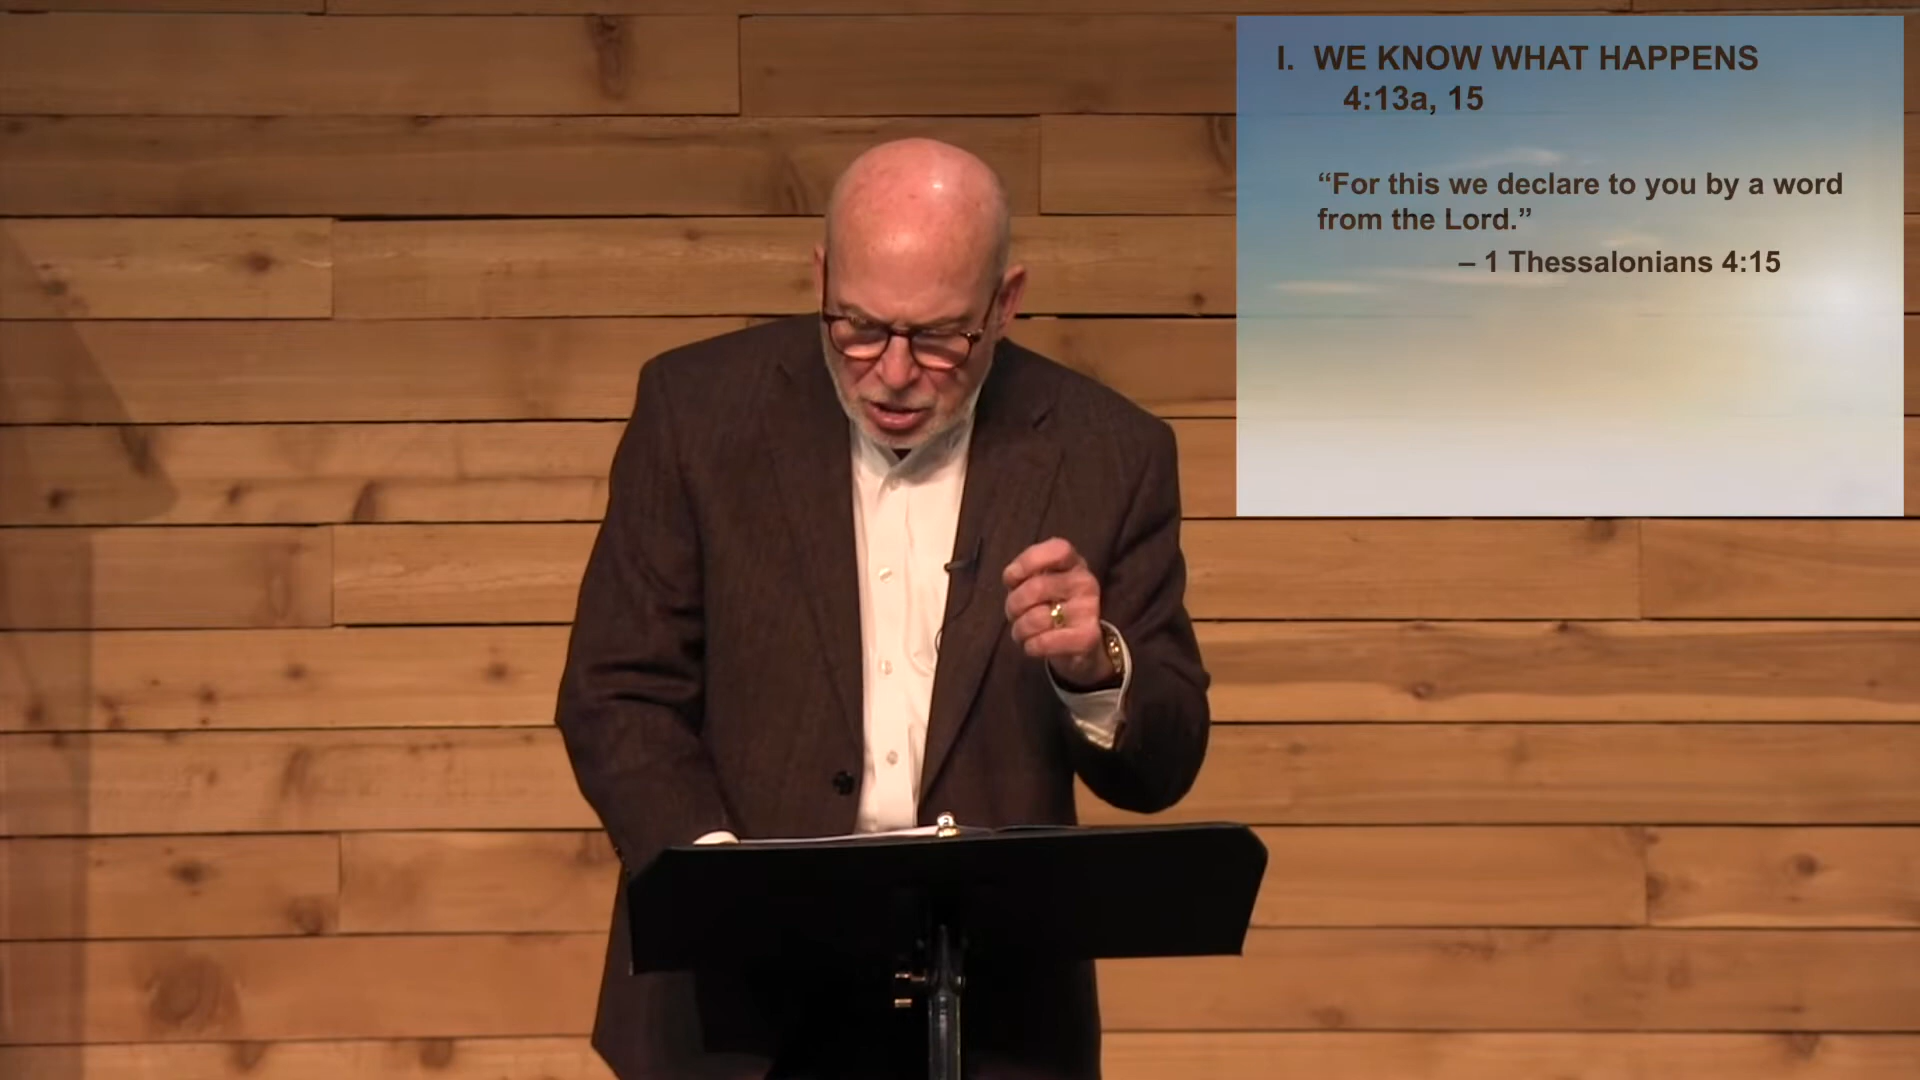 I. WE KNOW WHAT HAPPENS
4:13a, 15
“For this we declare to you by a word
from the Lord.”
– 1 Thessalonians 4:15